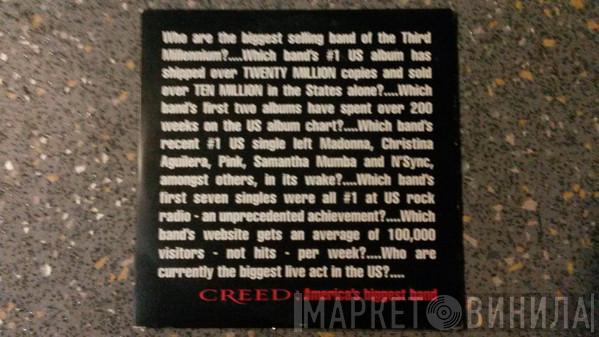 Who are the biggest selling band of the Third
Millennium?....Which band's #1 US album has
shipped over TWENTY MILLION copies and sold
over TEN MILLION in the States alone?....Which
band's first two albums have spent over 200
weeks on the US album chart?....Which band's
recent #1 US single left Madonna, Christina
Aguilera, Pink, Samantha Mumba and N'Sync,
amongst others, in its wake?....Which band's
first seven singles were all #1 at US rock
radio - an unprecedented achievement?....Which
band's website gets an average of 100,000
visitors - not hits - per week?....Who are
currently the biggest live act in the US?....
CREED : America's biggest band
МАРКЕТ ВИНИЛА